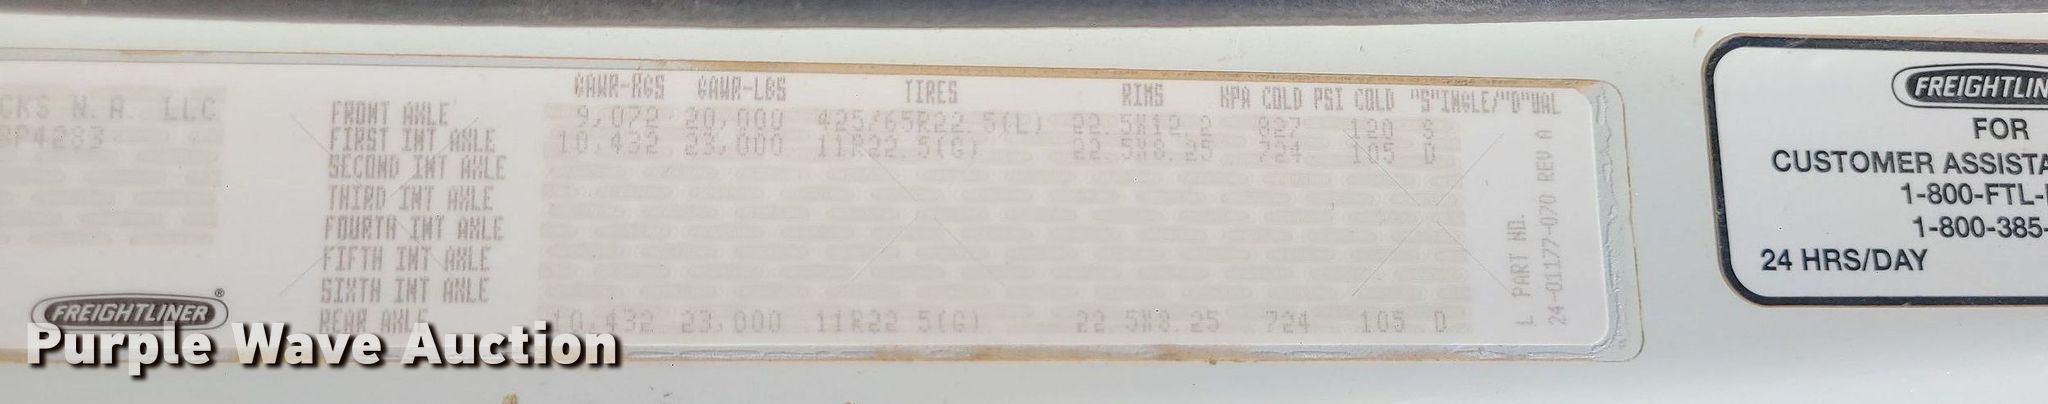 CKS N.A. LLC
BP4283
FREIGHTLINER®
GAWR-KGS GAWR-LBS TIRES RIMS KPA COLD PSI COLD "S"INGLE/"D"UAL
FRONT AXLE 9,072 20,000 425/65R22.5(L) 22.5X12.2 827 120 S
FIRST INT AXLE 10,432 23,000 11R22.5(G) 22.5X8.25 724 105 D
SECOND INT AXLE
THIRD INT AXLE
FOURTH INT AXLE
FIFTH INT AXLE
SIXTH INT AXLE
REAR AXLE 10,432 23,000 11R22.5(G) 22.5X8.25 724 105 D
L PART NO.
24-01177-070 REV A
FREIGHTLIN
FOR
CUSTOMER ASSISTA
1-800-FTL-
1-800-385-
24 HRS/DAY
Purple Wave Auction